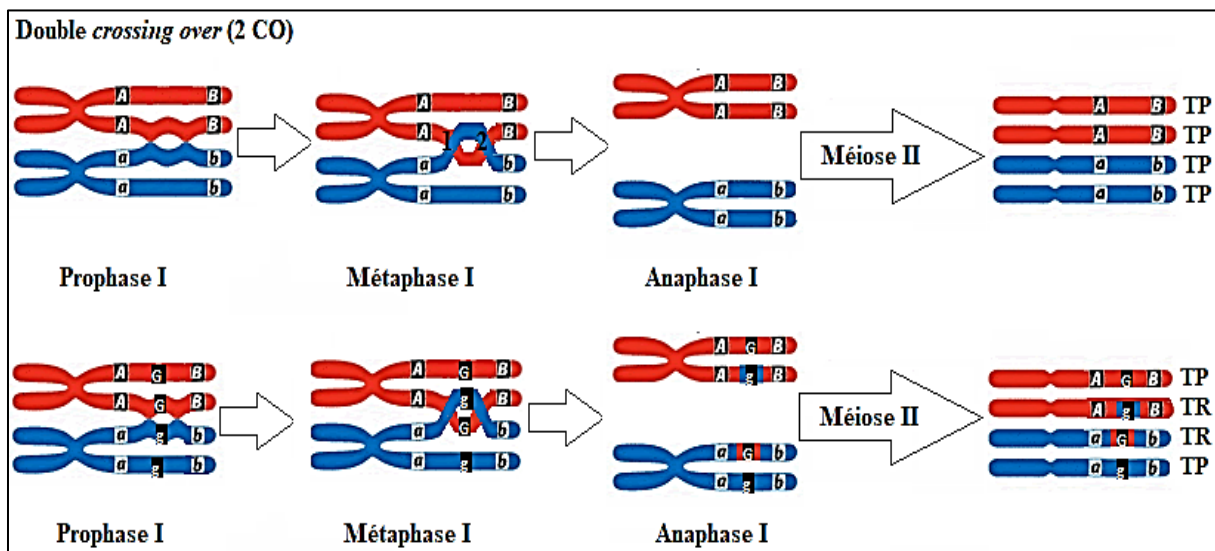 Double crossing over (2 CO)
A B
A B
a b
a b
A B
A 1 2 B
a b
a b
A B
A B
a b
a b
Méiose II
A B TP
A B TP
a b TP
a b TP
Prophase I
Métaphase I
Anaphase I
A G B
A G B
a g b
a g b
A G B
A g B
a G b
a g b
A G B
A g B
a G b
a g b
Méiose II
A G B TP
A g B TR
a G b TR
a g b TP
Prophase I
Métaphase I
Anaphase I